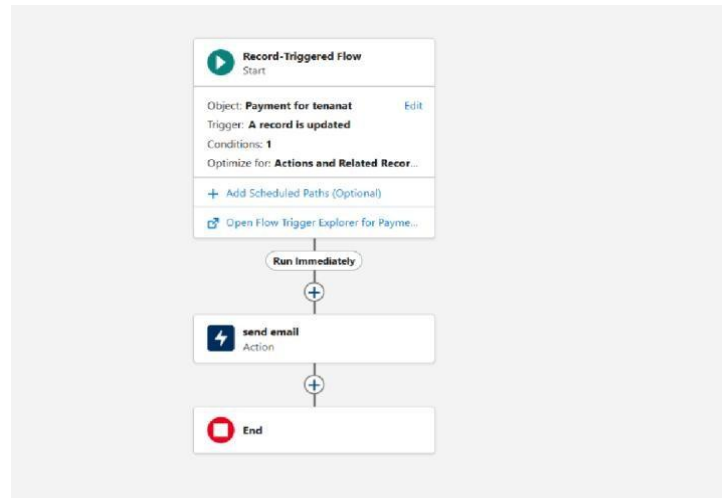 Record-Triggered Flow
Start
Object: Payment for tenanat Edit
Trigger: A record is updated
Conditions: 1
Optimize for: Actions and Related Recor...
+ Add Scheduled Paths (Optional)
Open Flow Trigger Explorer for Payme...
Run Immediately
send email
Action
End